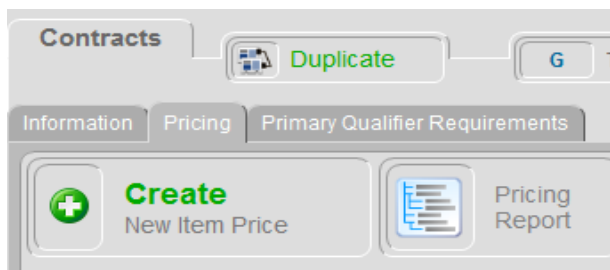 Contracts
Duplicate
G
Information
Pricing
Primary Qualifier Requirements
Create
New Item Price
Pricing
Report